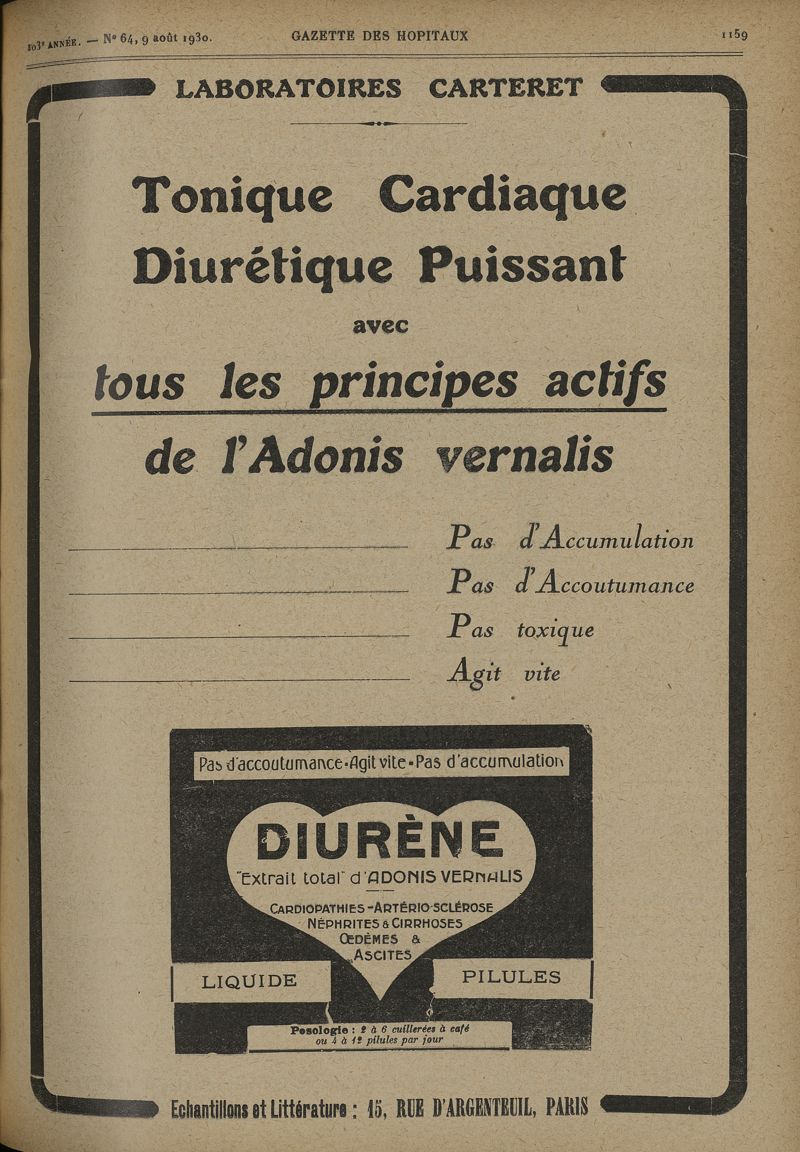 103e ANNÉE. — N° 64, 9 août 1930.
GAZETTE DES HOPITAUX
1159
LABORATOIRES CARTERET
Tonique Cardiaque
Diurétique Puissant
avec
tous les principes actifs
de l'Adonis vernalis
Pas d'Accumulation
Pas d'Accoutumance
Pas toxique
Agit vite
Pas d'accoutumance-Agit vite-Pas d'accumulation
DIURÈNE
"Extrait total" d'ADONIS VERNALIS
CARDIOPATHIES-ARTÉRIO-SCLÉROSE
NÉPHRITES & CIRRHOSES
ŒDÈMES &
ASCITES
LIQUIDE
PILULES
Posologie : 2 à 6 cuillerées à café
ou 4 à 12 pilules par jour
Echantillons et Littérature : 15, RUE D'ARGENTEUIL, PARIS